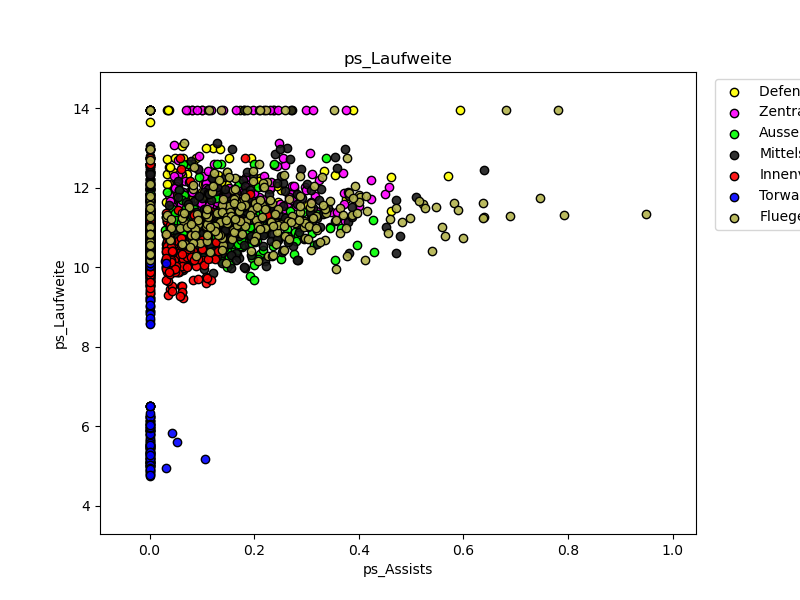 ps_Laufweite
14
12
10
8
6
4
ps_Laufweite
0.0 0.2 0.4 0.6 0.8 1.0
ps_Assists
Defen
Zentra
Ausse
Mittels
Innenv
Torwa
Fluege